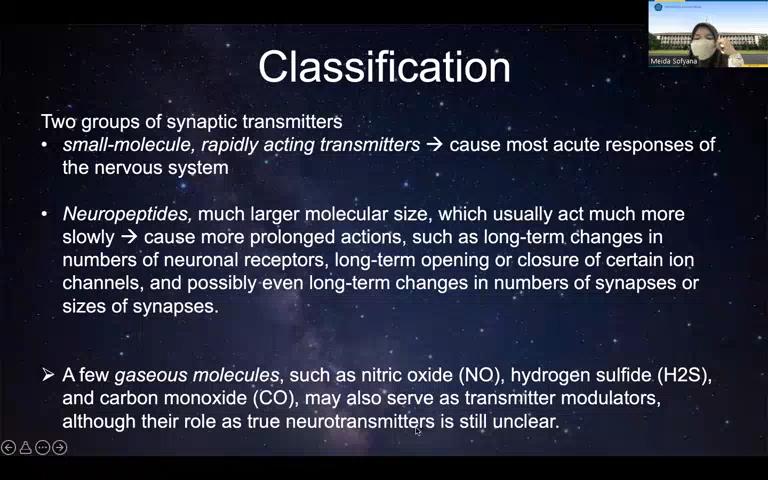 Classification
Two groups of synaptic transmitters
• small-molecule, rapidly acting transmitters → cause most acute responses of
the nervous system
• Neuropeptides, much larger molecular size, which usually act much more
slowly → cause more prolonged actions, such as long-term changes in
numbers of neuronal receptors, long-term opening or closure of certain ion
channels, and possibly even long-term changes in numbers of synapses or
sizes of synapses.
➢ A few gaseous molecules, such as nitric oxide (NO), hydrogen sulfide (H2S),
and carbon monoxide (CO), may also serve as transmitter modulators,
although their role as true neurotransmitters is still unclear.
Meida Sofyana